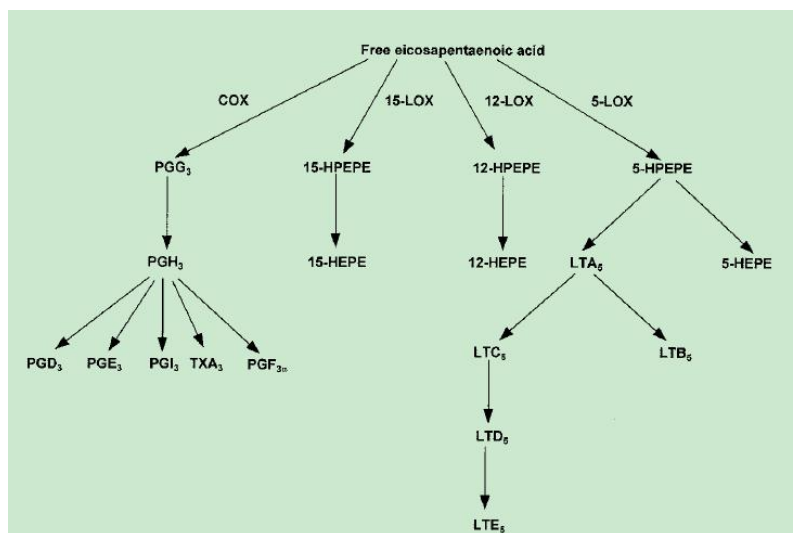 Free eicosapentaenoic acid
COX 15-LOX 12-LOX 5-LOX
PGG₃ 15-HPEPE 12-HPEPE 5-HPEPE
PGH₃ 15-HEPE 12-HEPE LTA₅ 5-HEPE
PGD₃ PGE₃ PGI₃ TXA₃ PGF₃α LTC₅ LTB₅
LTD₅
LTE₅